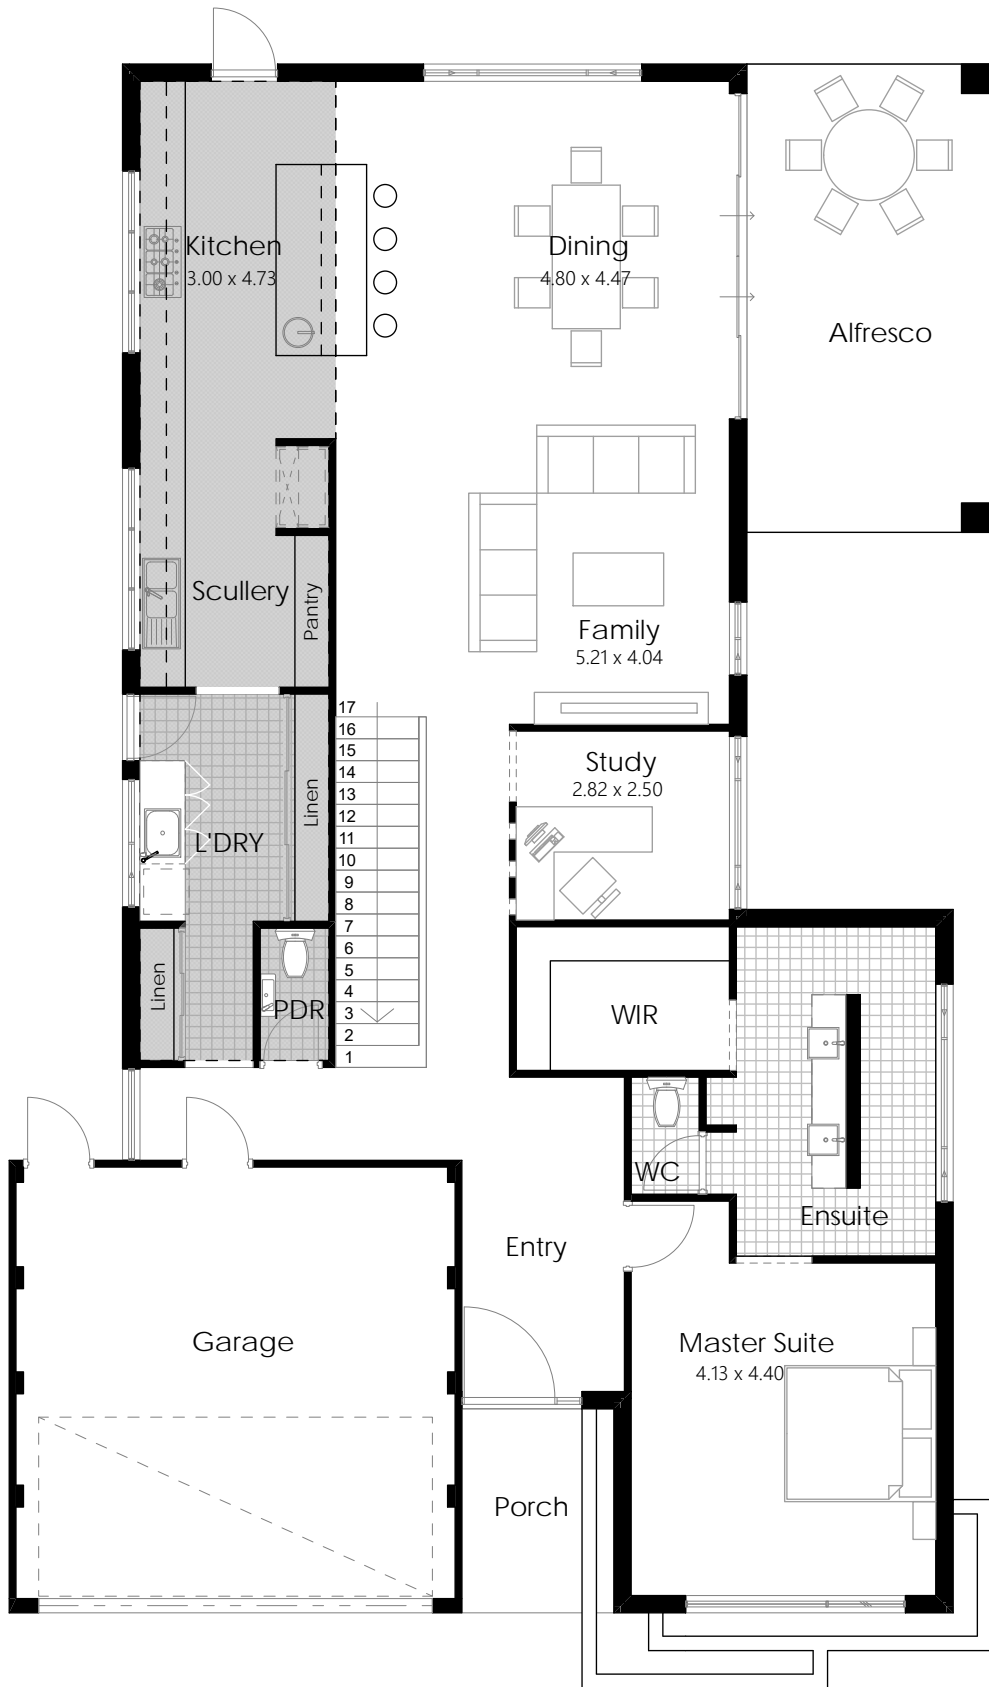 Kitchen
3.00 x 4.73
Dining
4.80 x 4.47
Alfresco
Scullery
Pantry
Family
5.21 x 4.04
17
16
15
14
13
12
11
10
9
8
7
6
5
4
3
2
1
Study
2.82 x 2.50
Linen
L'DRY
Linen
PDR
WIR
WC
Ensuite
Entry
Garage
Master Suite
4.13 x 4.40
Porch